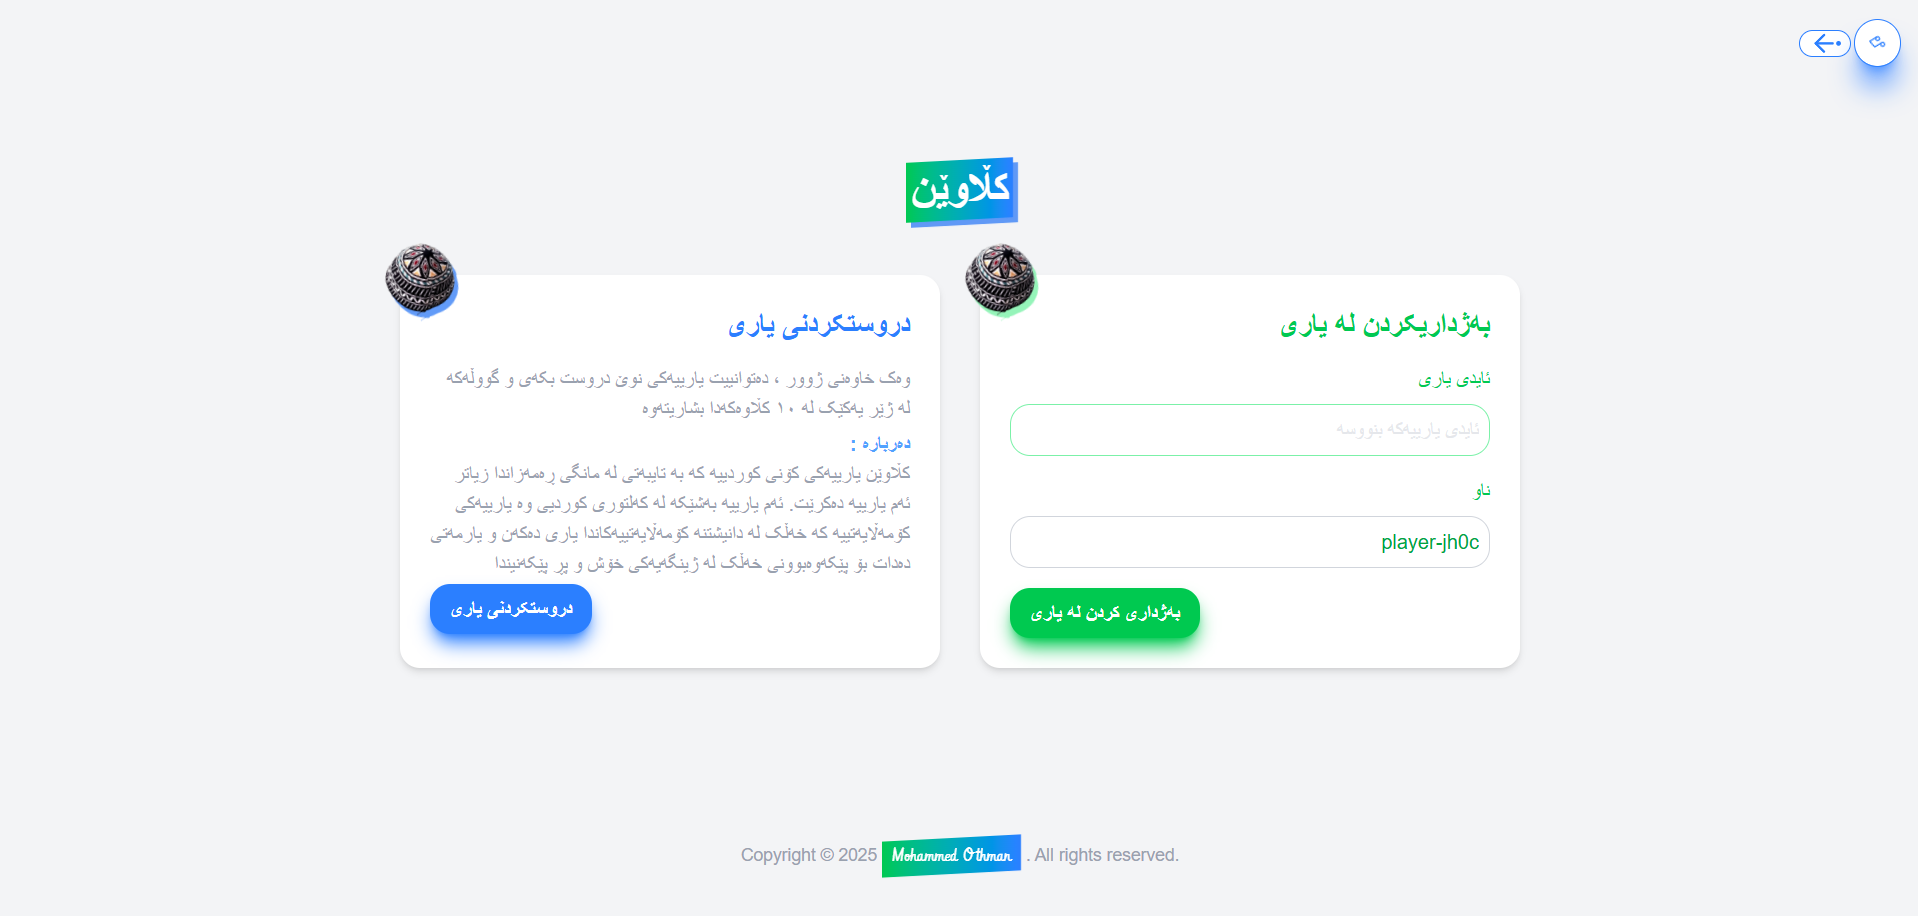 کڵاوێن
بەژداریکردن لە یاری
ئایدی یاری
ئایدی یارییەکە بنووسە
ناو
player-jh0c
بەژداری کردن لە یاری
دروستکردنی یاری
وەک خاوەنی ژوور ، دەتوانییت یارییەکی نوێ دروست بکەی و گووڵەکە
لە ژێر یەکێک لە ١٠ کڵاوەکەدا بشاریتەوە
دەربارە :
کڵاوێن یارییەکی کۆنی کوردییە کە بە تایبەتی لە مانگی ڕەمەزاندا زیاتر
ئەم یارییە دەکرێت. ئەم یارییە بەشێکە لە کەلتوری کوردیی وە یارییەکی
کۆمەڵایەتییە کە خەڵک لە دانیشتنە کۆمەڵایەتییەکاندا یاری دەکەن و یارمەتی
دەدات بۆ پێکەوەبوونی خەڵک لە ژینگەیەکی خۆش و پڕ پێکەنیندا
دروستکردنی یاری
Copyright © 2025 Mohammed Othman . All rights reserved.